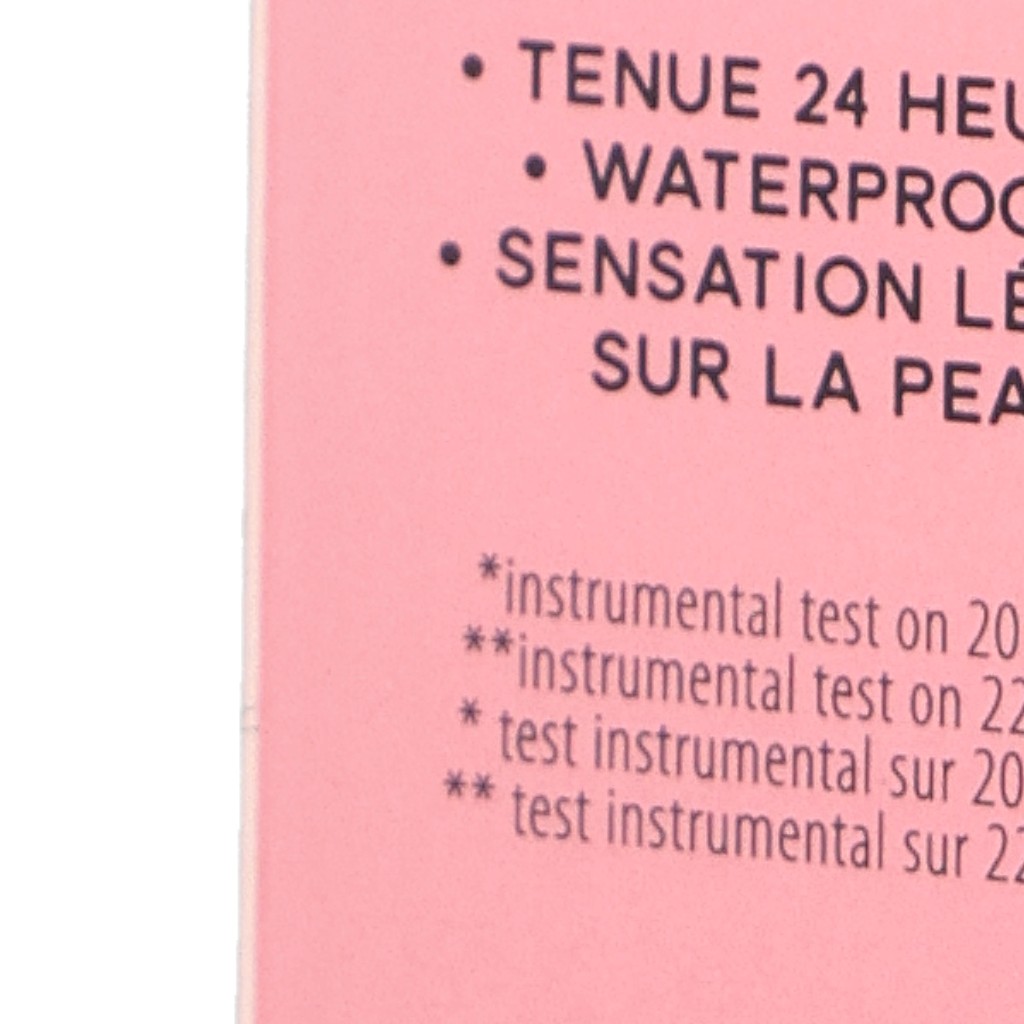 • TENUE 24 HEU
• WATERPROO
• SENSATION LÉ
SUR LA PEA
*instrumental test on 20
**instrumental test on 22
* test instrumental sur 20
** test instrumental sur 22